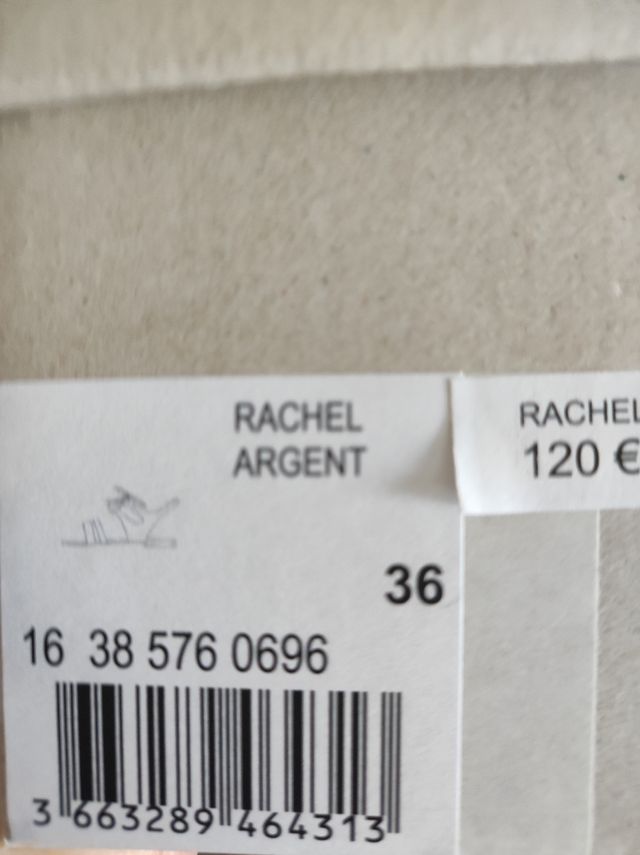 RACHEL
ARGENT
36
16 38 576 0696
3 663289 464313
RACHEL
120 €